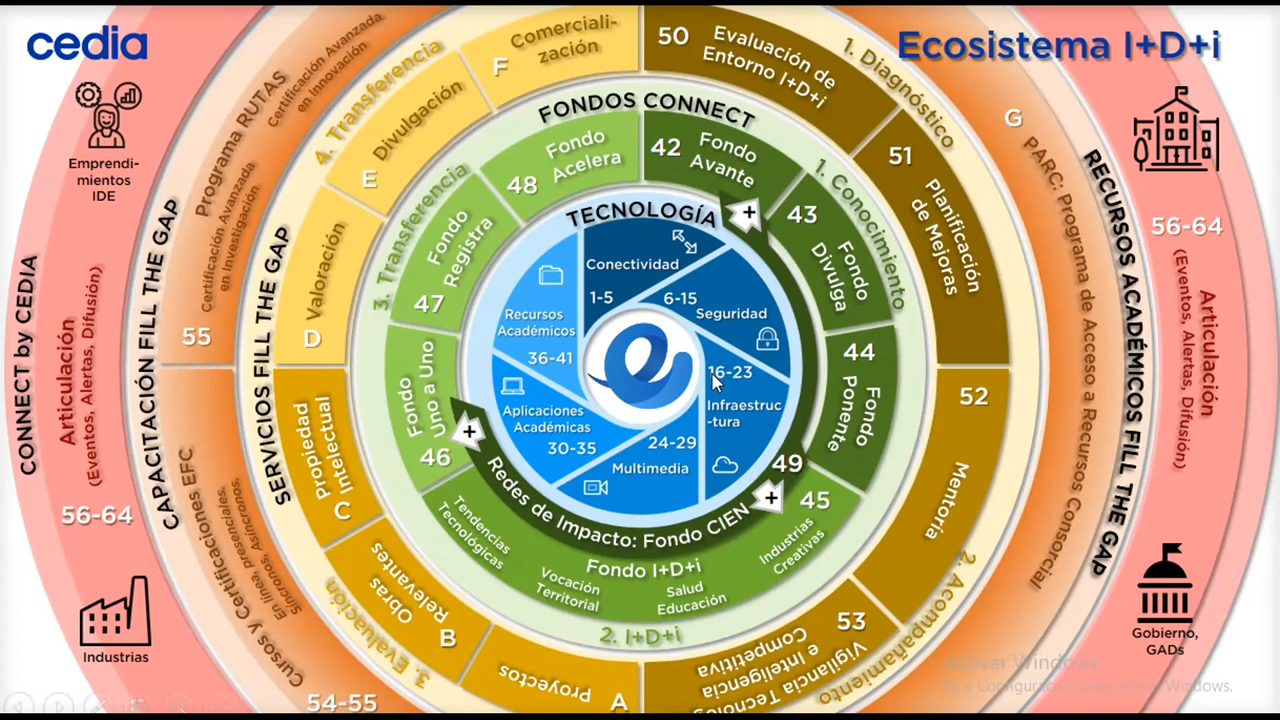 cedia
Ecosistema I+D+i
Emprendi-
mientos
IDE
CONNECT by CEDIA
Articulación
(Eventos, Alertas, Difusión)
56-64
Industrias
CAPACITACIÓN FILL THE GAP
Programa RUTAS
Certificación Avanzada
en Innovación
Certificación Avanzada
en Investigación
55
Cursos y Certificaciones EFC
En línea, presenciales,
Síncronos, Asíncronos.
54-55
SERVICIOS FILL THE GAP
4. Transferencia
F
Comerciali-
zación
E
Divulgación
D
Valoración
Propiedad
Intelectual
C
Obras
Relevantes
B
3. Evaluación
Proyectos
A
50
Evaluación de
Entorno I+D+i
1. Diagnóstico
51
Planificación
de Mejoras
52
Mentoría
2. Acompañamiento
53
Vigilancia Tecnoló
e Inteligencia
Competitiva
FONDOS CONNECT
42
Fondo
Avante
1. Conocimiento
43
Fondo
Divulga
44
Fondo
Ponente
45
Industrias
Creativas
Fondo I+D+i
Salud
Educación
Vocación
Territorial
Tendencias
Tecnológicas
2. I+D+i
46
Fondo
Uno a Uno
3. Transferencia
47
Fondo
Registra
48
Fondo
Acelera
49
Redes de Impacto: Fondo CIEN
+
+
+
TECNOLOGÍA
Conectividad
1-5
6-15
Seguridad
16-23
Infraestruc
-tura
24-29
Multimedia
Aplicaciones
Académicas
30-35
Recursos
Académicos
36-41
G
PARC: Programa de Acceso a Recursos Consorcial
RECURSOS ACADÉMICOS FILL THE GAP
56-64
Articulación
(Eventos, Alertas, Difusión)
Gobierno,
GADs
Activar Windows
Windows.